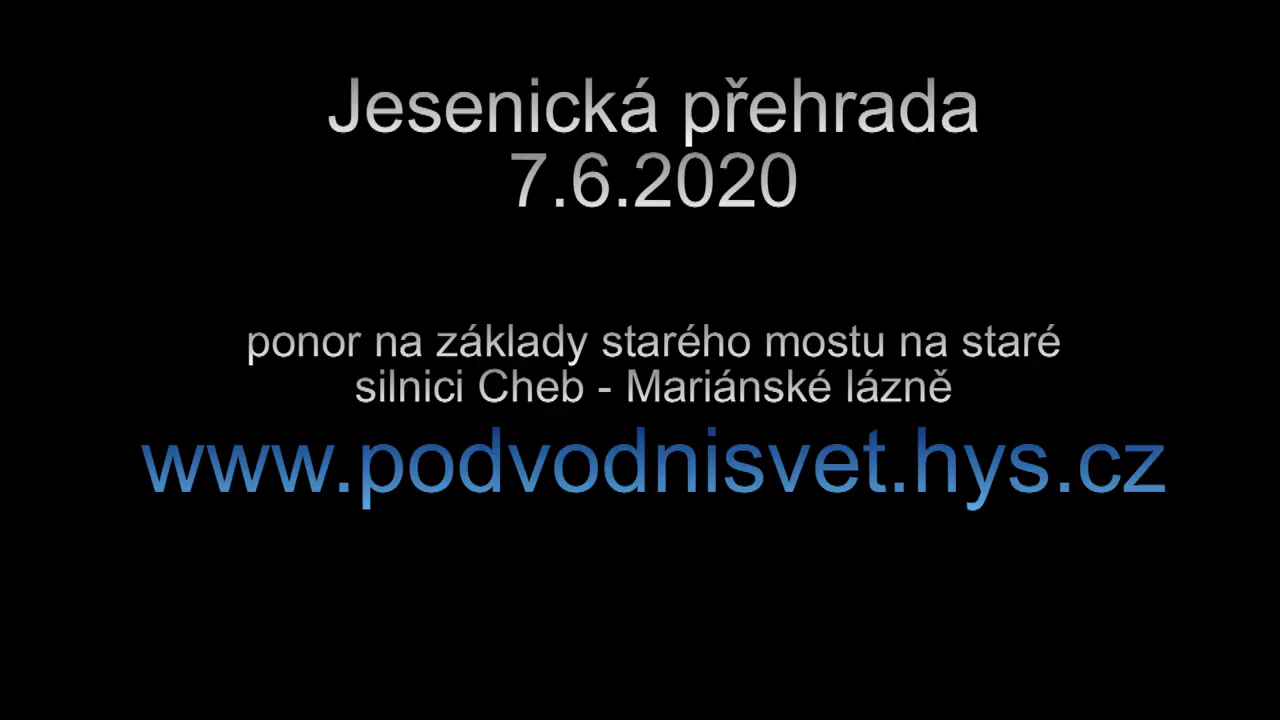 Jesenická přehrada
7.6.2020
ponor na základy starého mostu na staré
silnici Cheb - Mariánské lázně
www.podvodnisvet.hys.cz